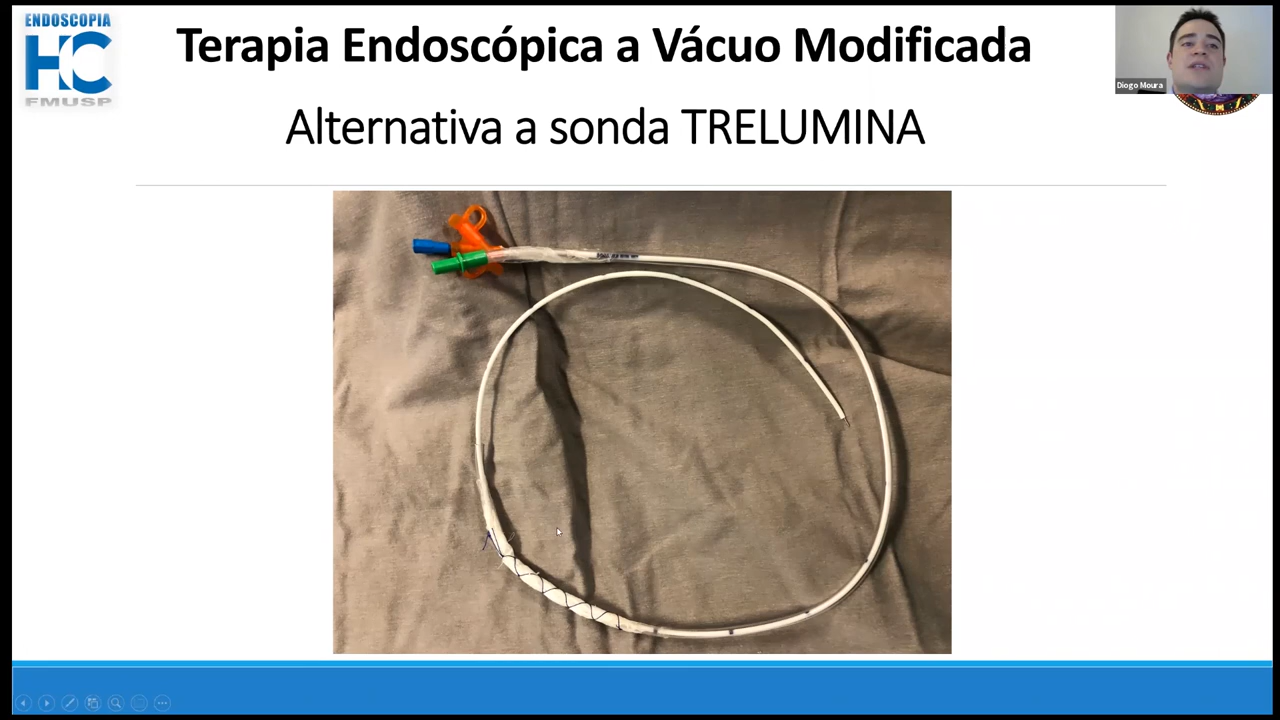 ENDOSCOPIA
HC
FMUSP
Terapia Endoscópica a Vácuo Modificada
Alternativa a sonda TRELUMINA
Diogo Moura